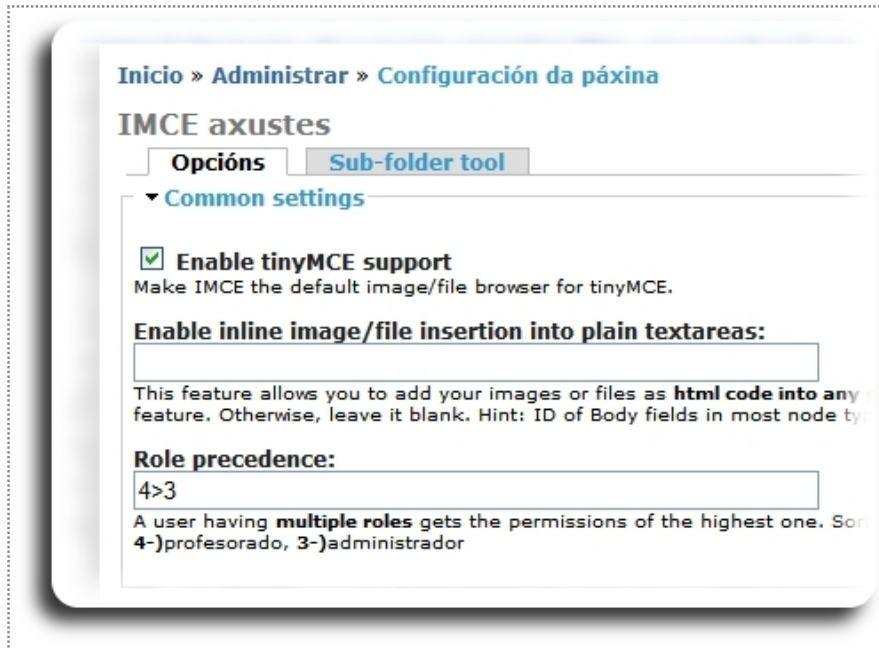 Inicio » Administrar » Configuración da páxina
IMCE axustes
Opcións Sub-folder tool
Common settings
Enable tinyMCE support
Make IMCE the default image/file browser for tinyMCE.
Enable inline image/file insertion into plain textareas:
This feature allows you to add your images or files as html code into any
feature. Otherwise, leave it blank. Hint: ID of Body fields in most node
Role precedence:
4>3
A user having multiple roles gets the permissions of the highest one.
4-)profesorado, 3-)administrador